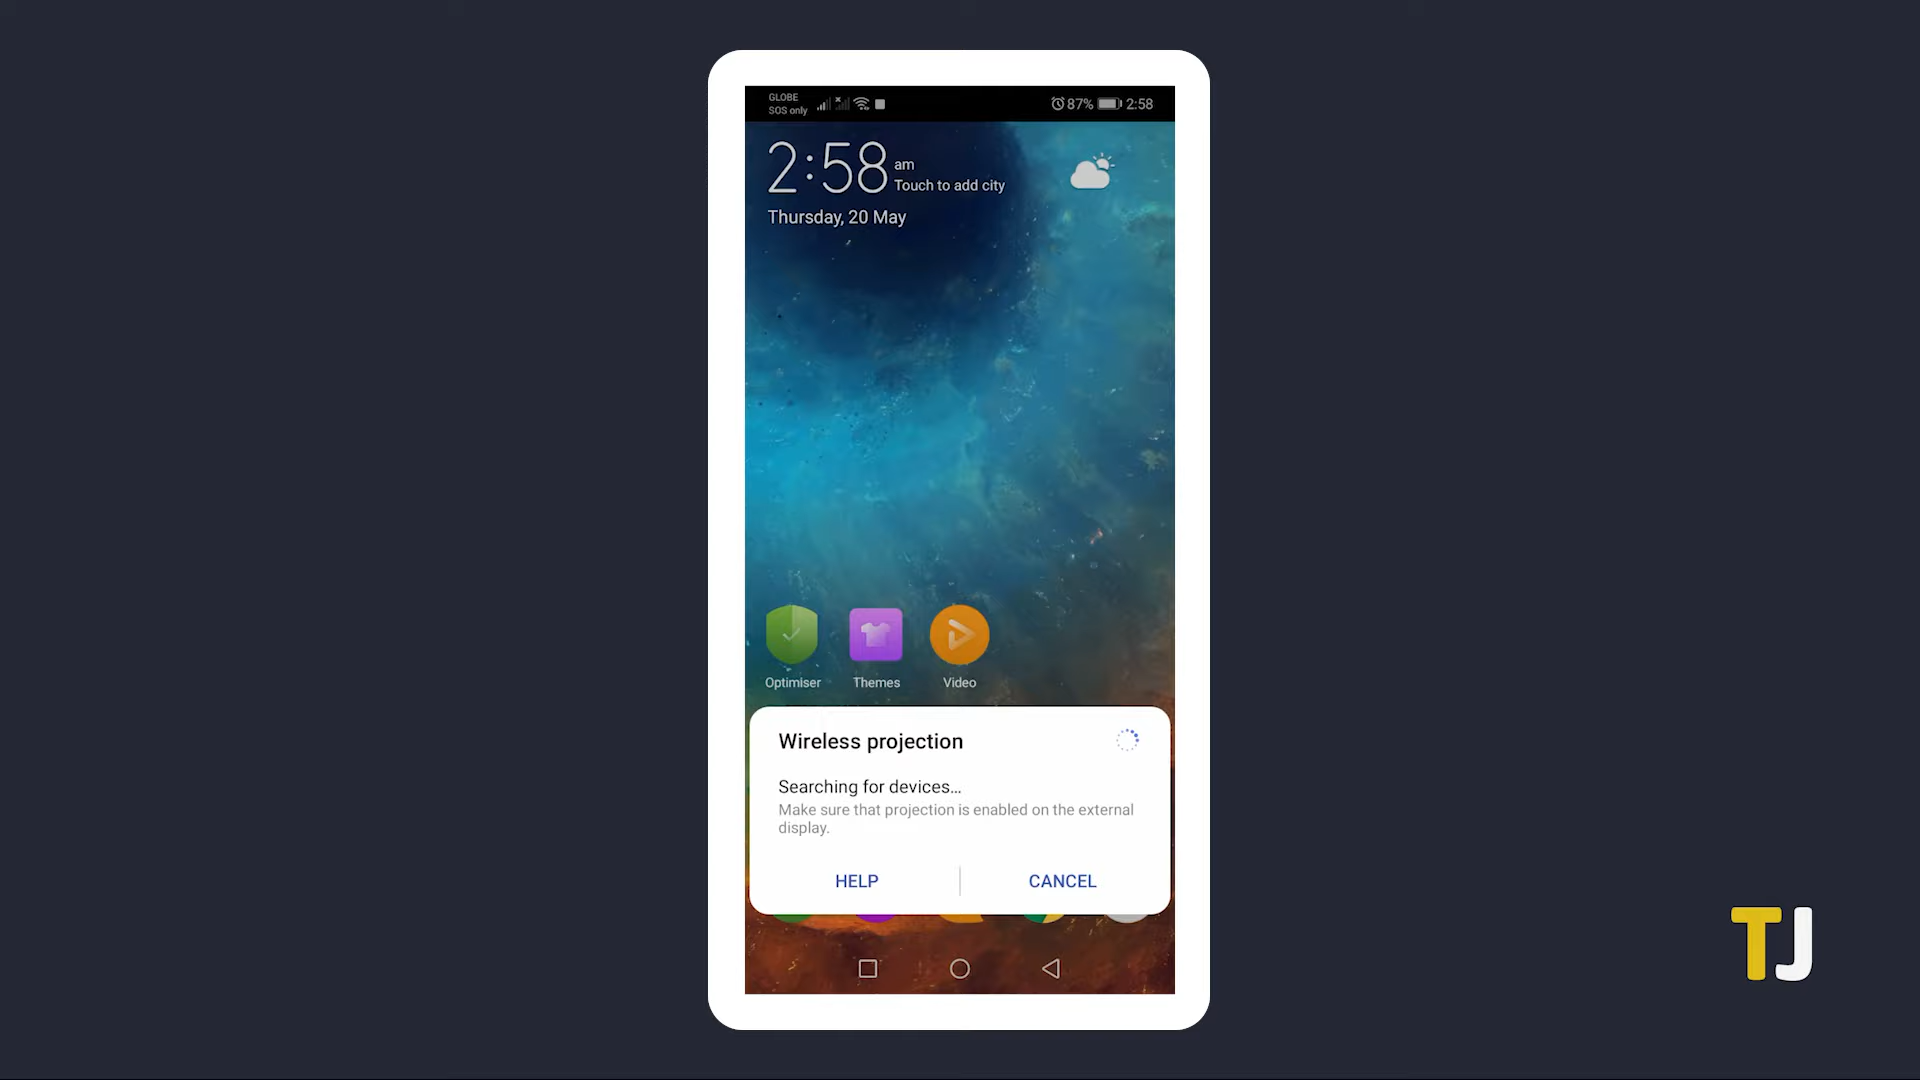 GLOBE
SOS only
87% 2:58
2:58 am
Touch to add city
Thursday, 20 May
Optimiser Themes Video
Wireless projection
Searching for devices...
Make sure that projection is enabled on the external
display.
HELP CANCEL
TJ